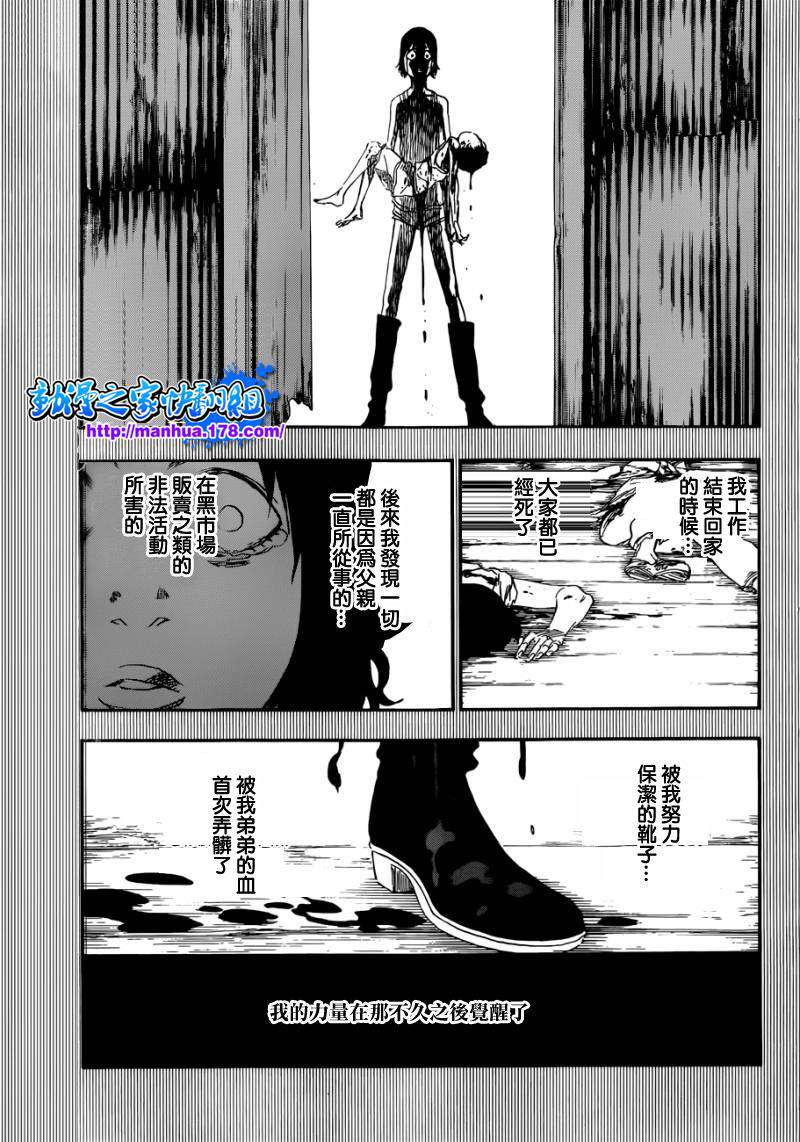 動漫之家快翻組
http://manhua.178.com/
我工作
結束回家
的時候…
大家都已
經死了
後來我發現一切
都是因爲父親
一直所從事的…
在黑市場
販賣之類的
非法活動
所害的
被我努力
保潔的靴子…
被我弟弟的血
首次弄髒了
我的力量在那不久之後覺醒了